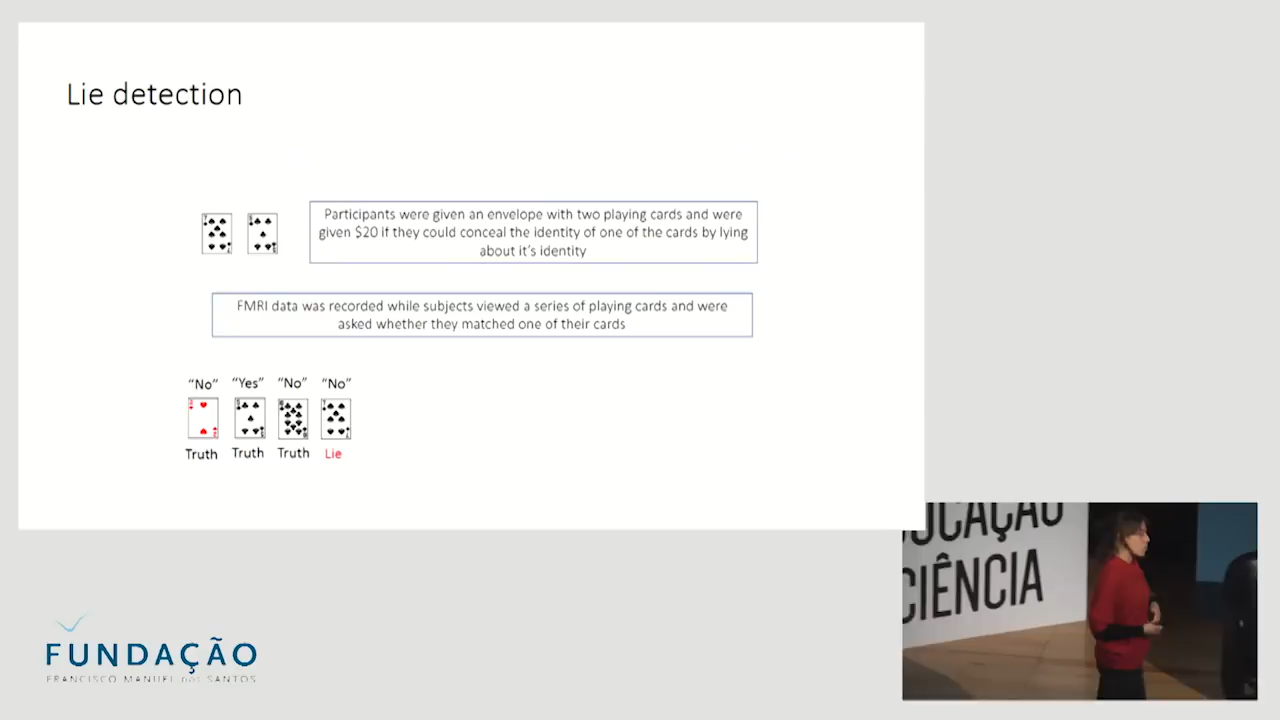 Lie detection
Participants were given an envelope with two playing cards and were
given $20 if they could conceal the identity of one of the cards by lying
about it's identity
FMRI data was recorded while subjects viewed a series of playing cards and were
asked whether they matched one of their cards
“No” “Yes” “No” “No”
Truth Truth Truth Lie
CIÊNCIA
FUNDAÇÃO
FRANCISCO MANUEL DOS SANTOS